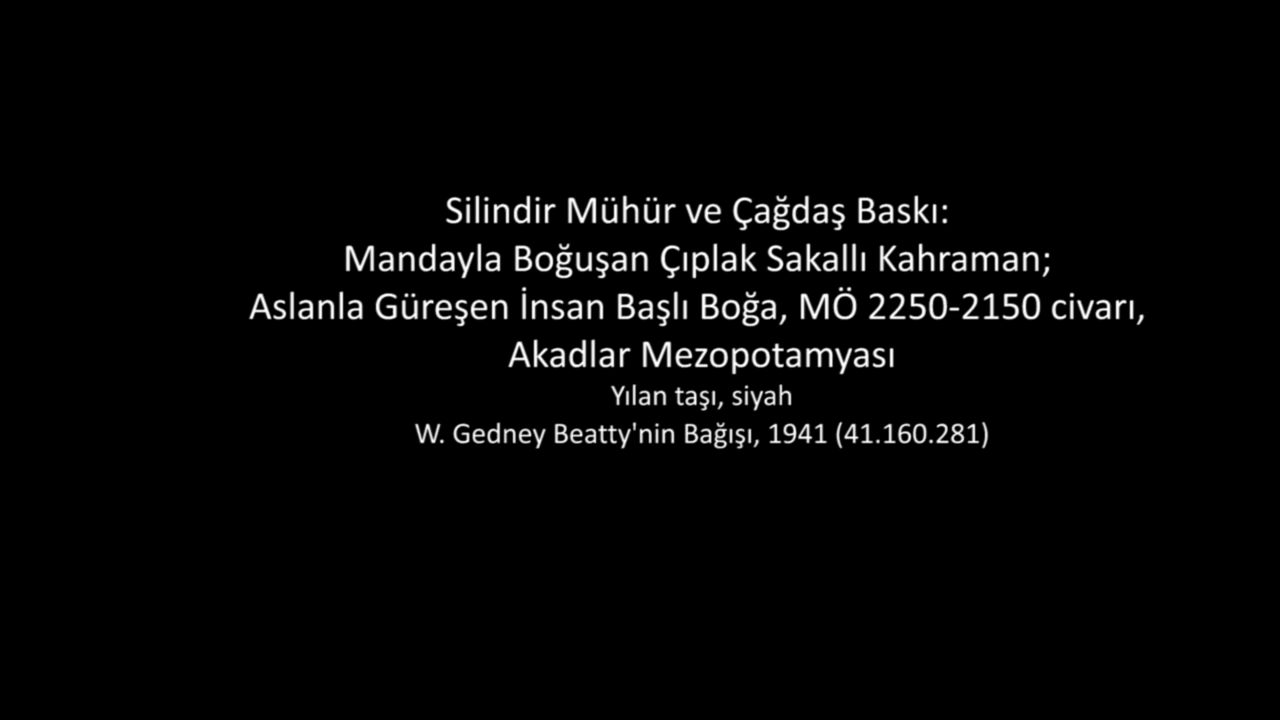 Silindir Mühür ve Çağdaş Baskı:
Mandayla Boğuşan Çıplak Sakallı Kahraman;
Aslanla Güreşen İnsan Başlı Boğa, MÖ 2250-2150 civarı,
Akadlar Mezopotamyası
Yılan taşı, siyah
W. Gedney Beatty'nin Bağışı, 1941 (41.160.281)